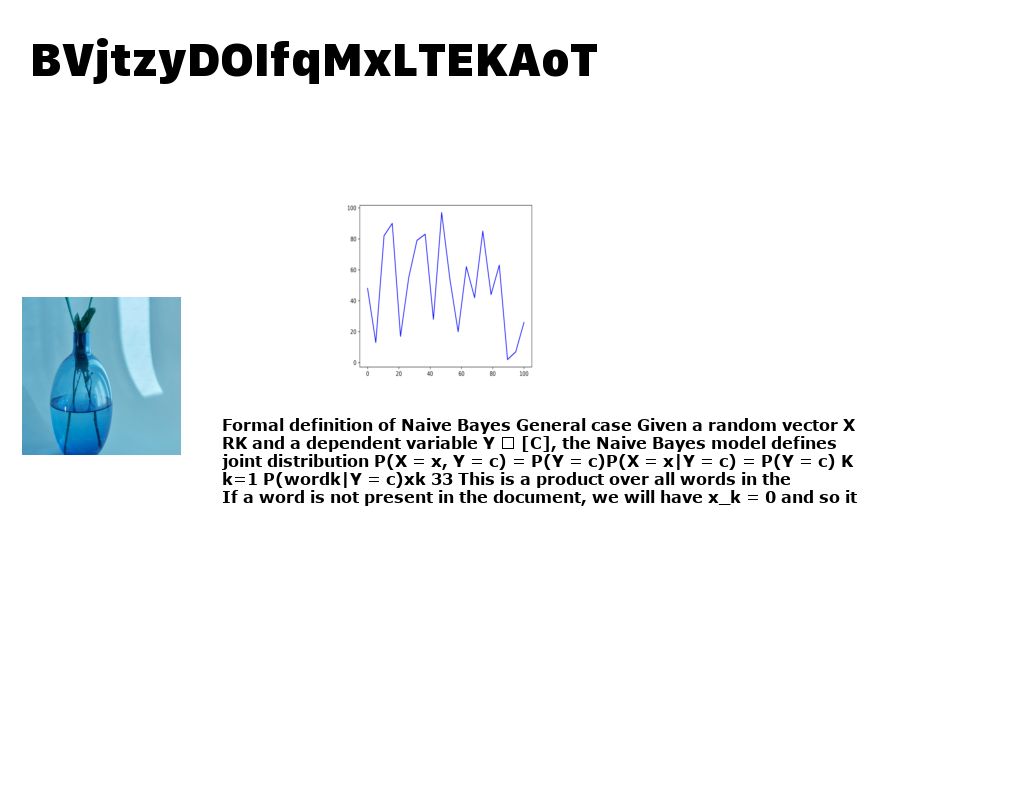 BVjtzyDOIfqMxLTEKAoT
100
80
60
40
20
0
0 20 40 60 80 100
Formal definition of Naive Bayes General case Given a random vector X
RK and a dependent variable Y □ [C], the Naive Bayes model defines
joint distribution P(X = x, Y = c) = P(Y = c)P(X = x|Y = c) = P(Y = c) K
k=1 P(wordk|Y = c)xk 33 This is a product over all words in the
If a word is not present in the document, we will have x_k = 0 and so it